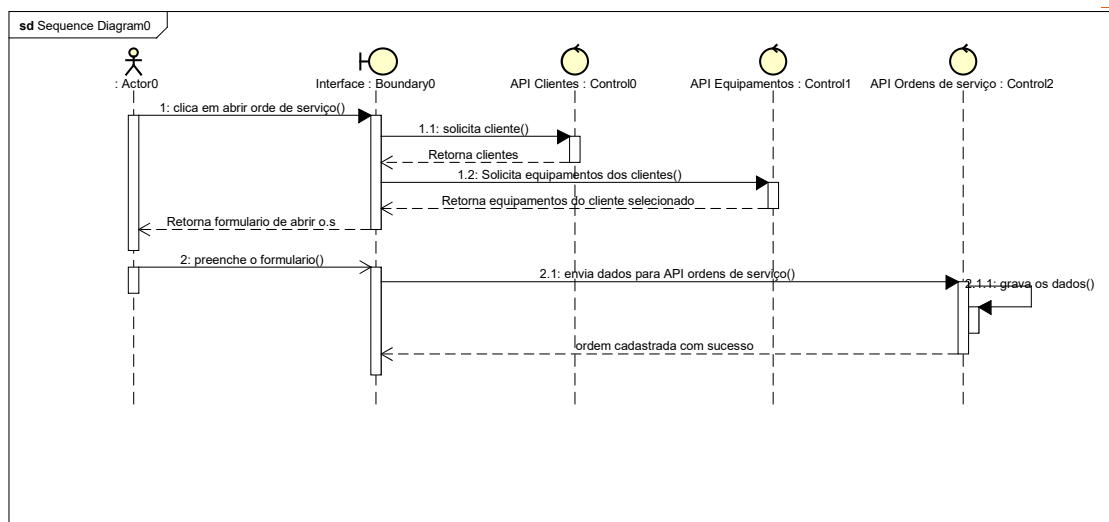 sd Sequence Diagram0
: Actor0
Interface : Boundary0
API Clientes : Control0
API Equipamentos : Control1
API Ordens de serviço : Control2
1: clica em abrir orde de serviço()
1.1: solicita cliente()
Retorna clientes
1.2: Solicita equipamentos dos clientes()
Retorna equipamentos do cliente selecionado
Retorna formulario de abrir o.s
2: preenche o formulario()
2.1: envia dados para API ordens de serviço()
2.1.1: grava os dados()
ordem cadastrada com sucesso